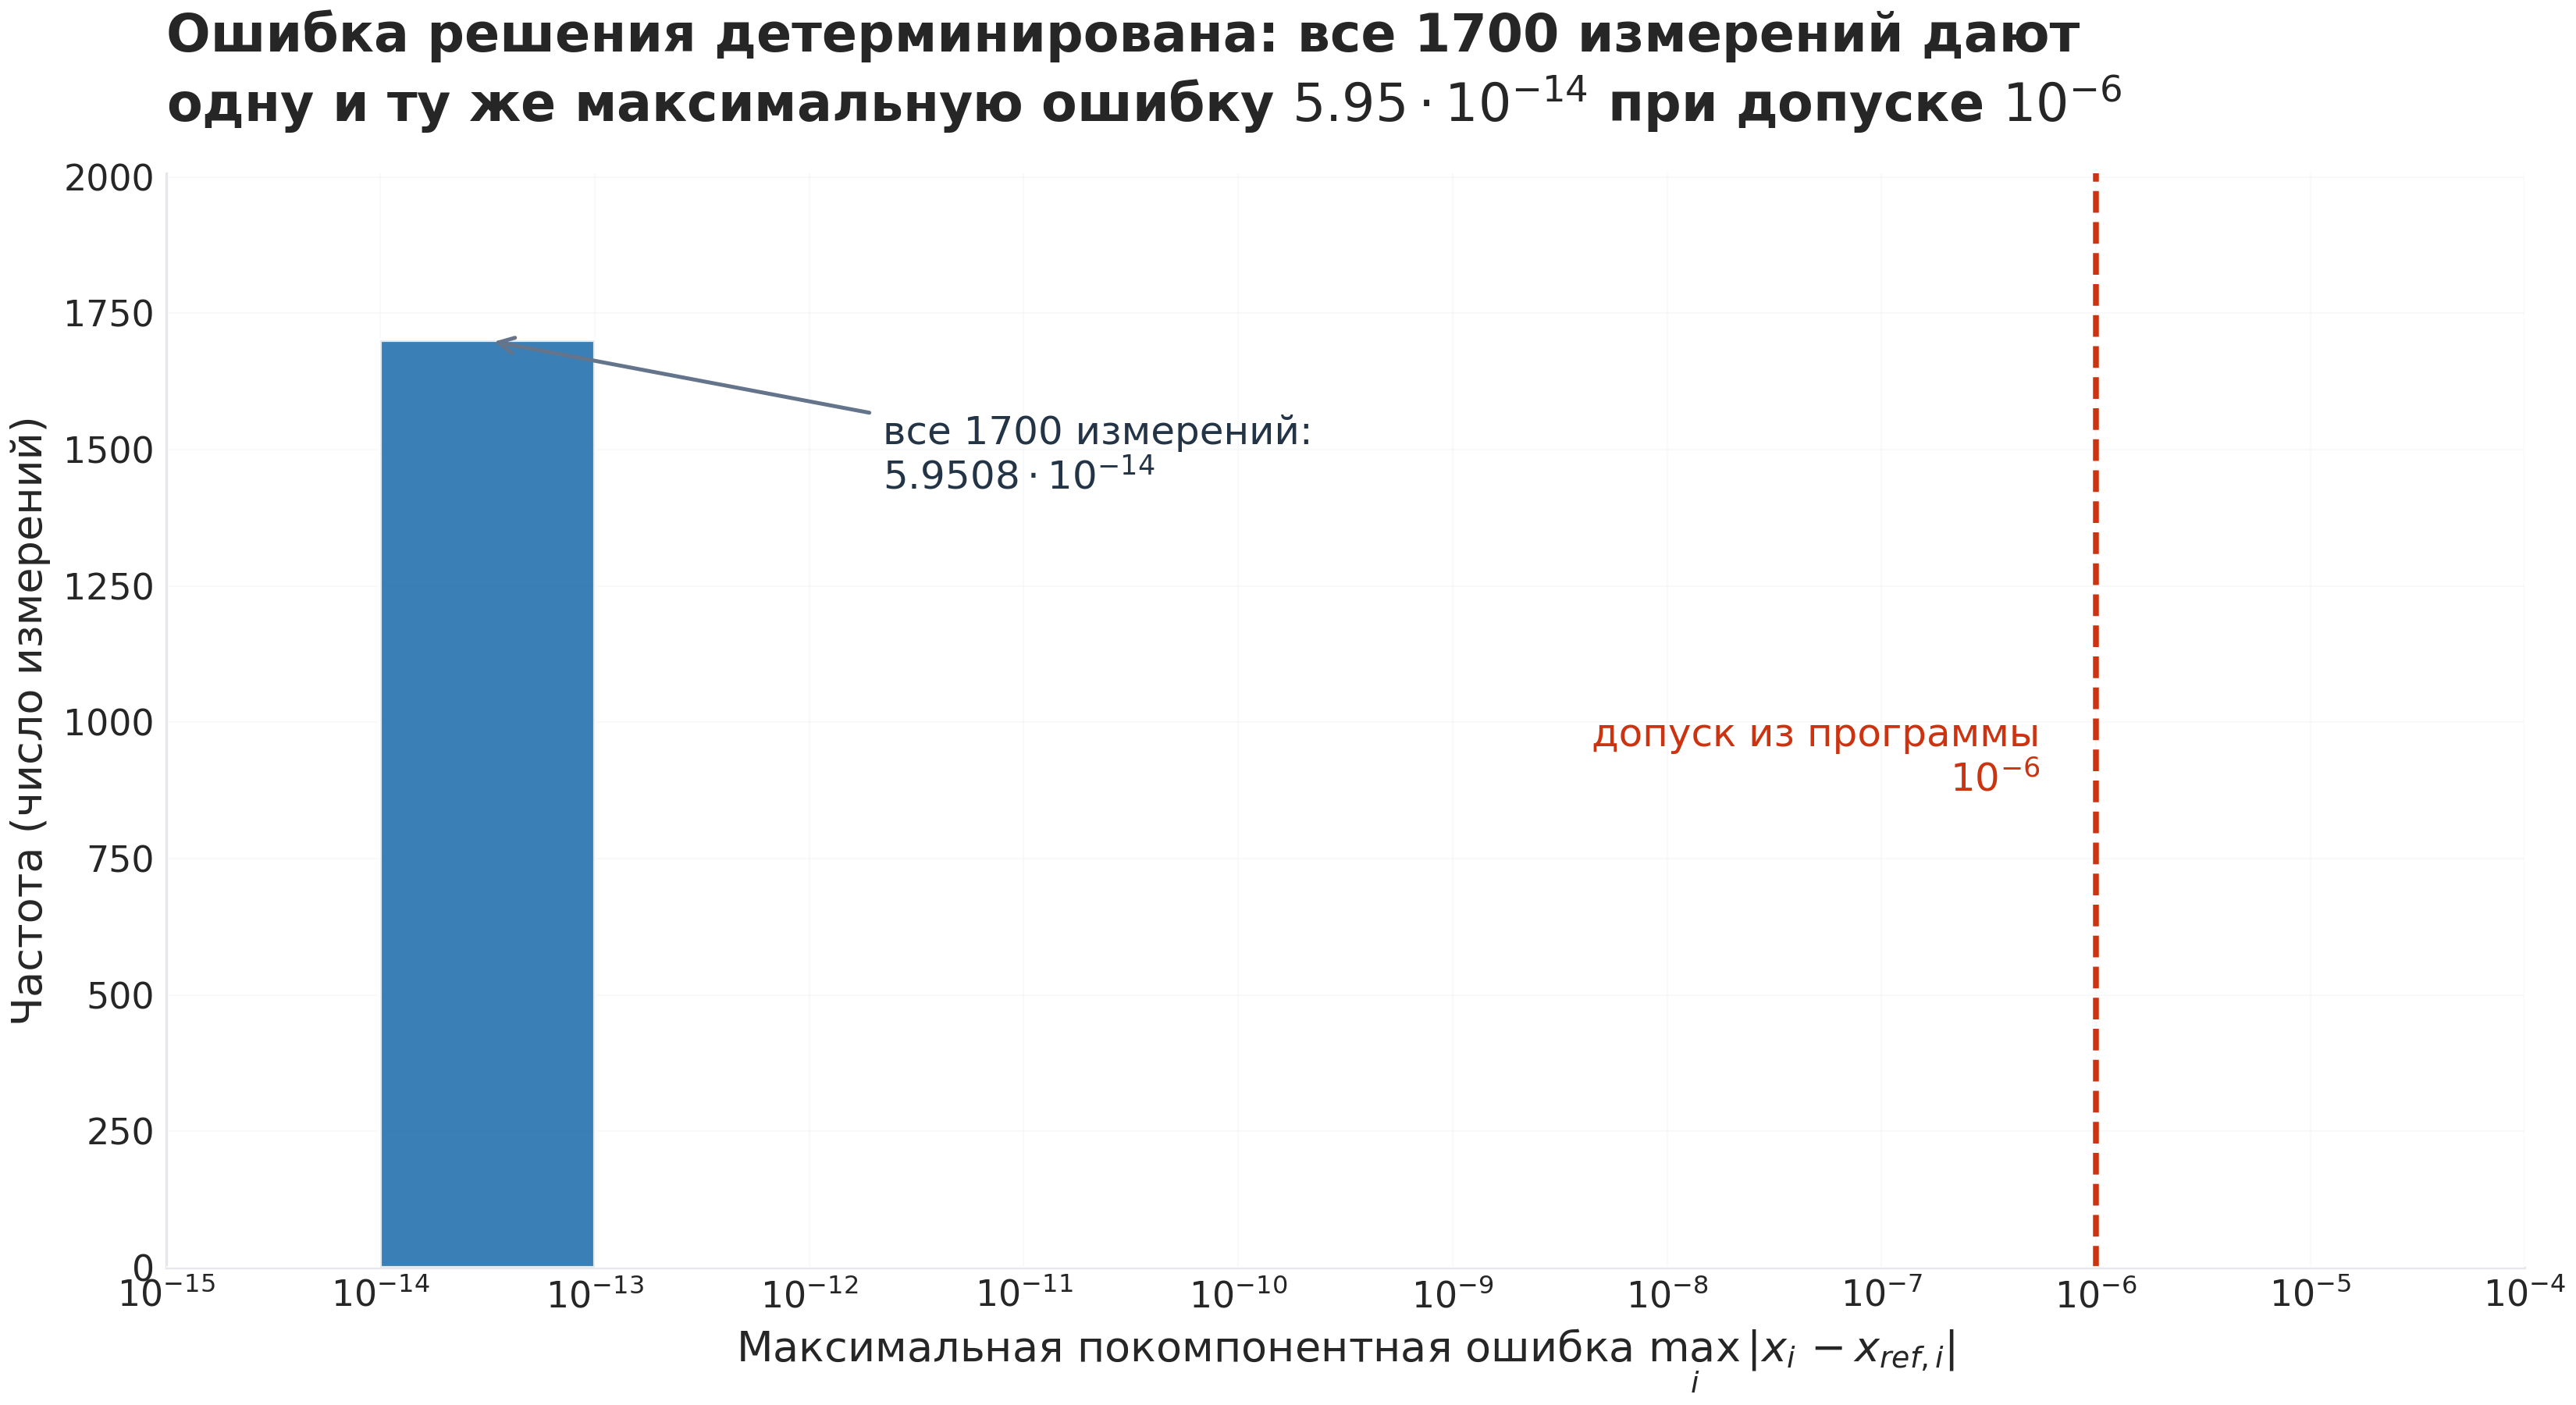 Ошибка решения детерминирована: все 1700 измерений дают
одну и ту же максимальную ошибку 5.95 · 10⁻¹⁴ при допуске 10⁻⁶
2000
1750
1500
1250
1000
750
500
250
0
Частота (число измерений)
все 1700 измерений:
5.9508 · 10⁻¹⁴
допуск из программы
10⁻⁶
10⁻¹⁵ 10⁻¹⁴ 10⁻¹³ 10⁻¹² 10⁻¹¹ 10⁻¹⁰ 10⁻⁹ 10⁻⁸ 10⁻⁷ 10⁻⁶ 10⁻⁵ 10⁻⁴
Максимальная покомпонентная ошибка max |xᵢ − x_{ref, i}|
i